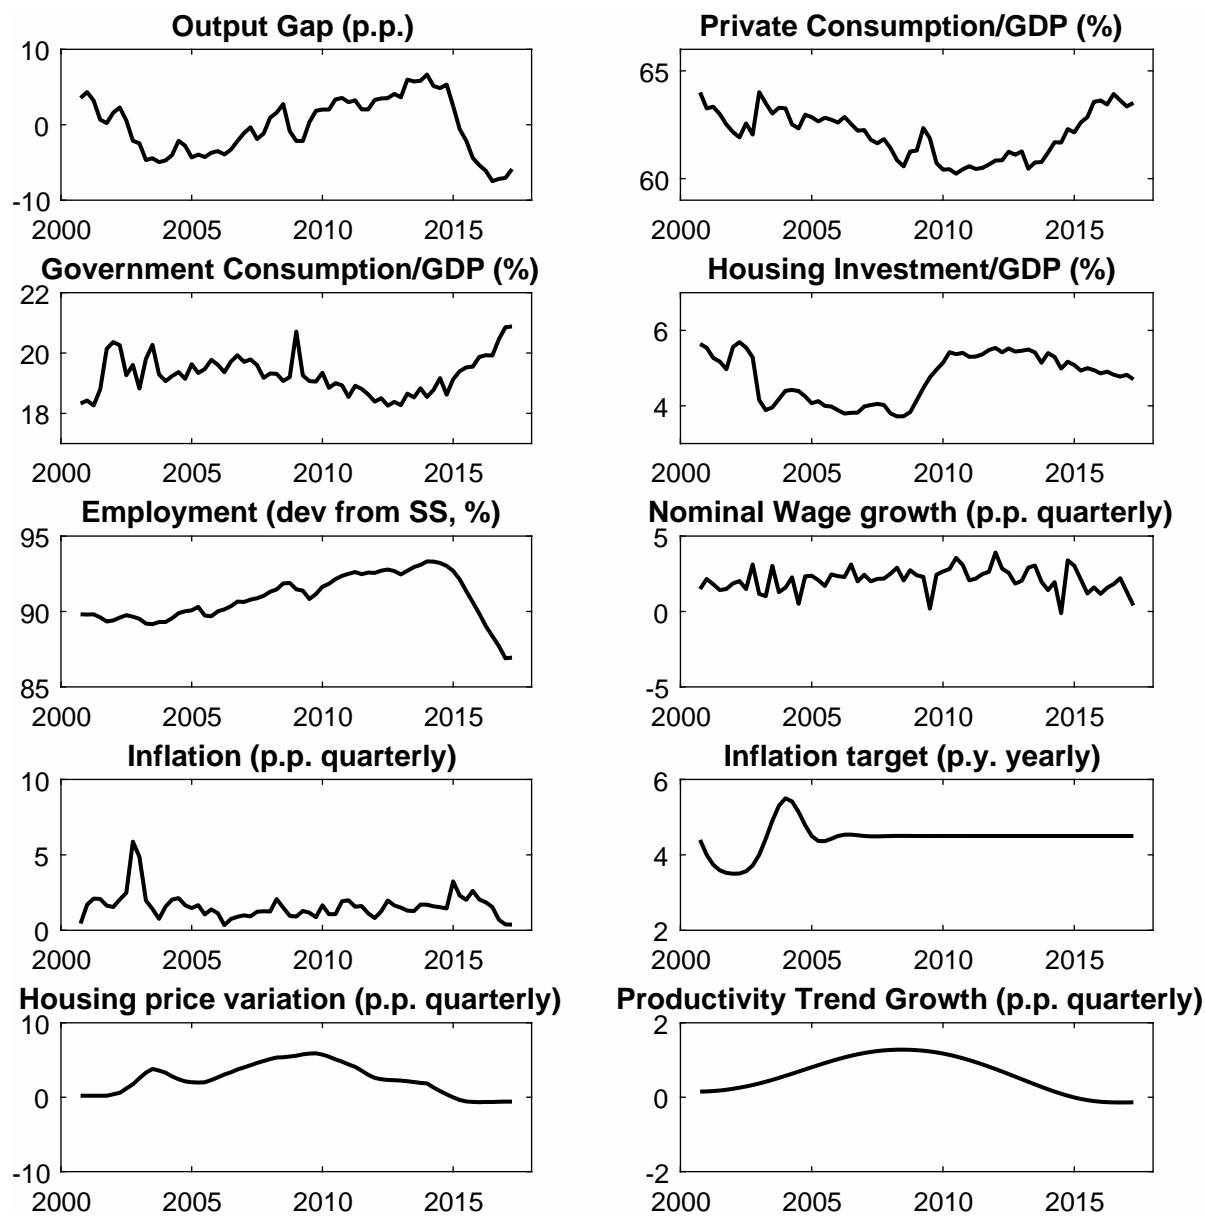 Output Gap (p.p.)
10
0
-10
2000 2005 2010 2015
Private Consumption/GDP (%)
65
60
2000 2005 2010 2015
Government Consumption/GDP (%)
22
20
18
2000 2005 2010 2015
Housing Investment/GDP (%)
6
4
2000 2005 2010 2015
Employment (dev from SS, %)
95
90
85
2000 2005 2010 2015
Nominal Wage growth (p.p. quarterly)
5
0
-5
2000 2005 2010 2015
Inflation (p.p. quarterly)
10
5
0
2000 2005 2010 2015
Inflation target (p.y. yearly)
6
4
2
2000 2005 2010 2015
Housing price variation (p.p. quarterly)
10
0
-10
2000 2005 2010 2015
Productivity Trend Growth (p.p. quarterly)
2
0
-2
2000 2005 2010 2015